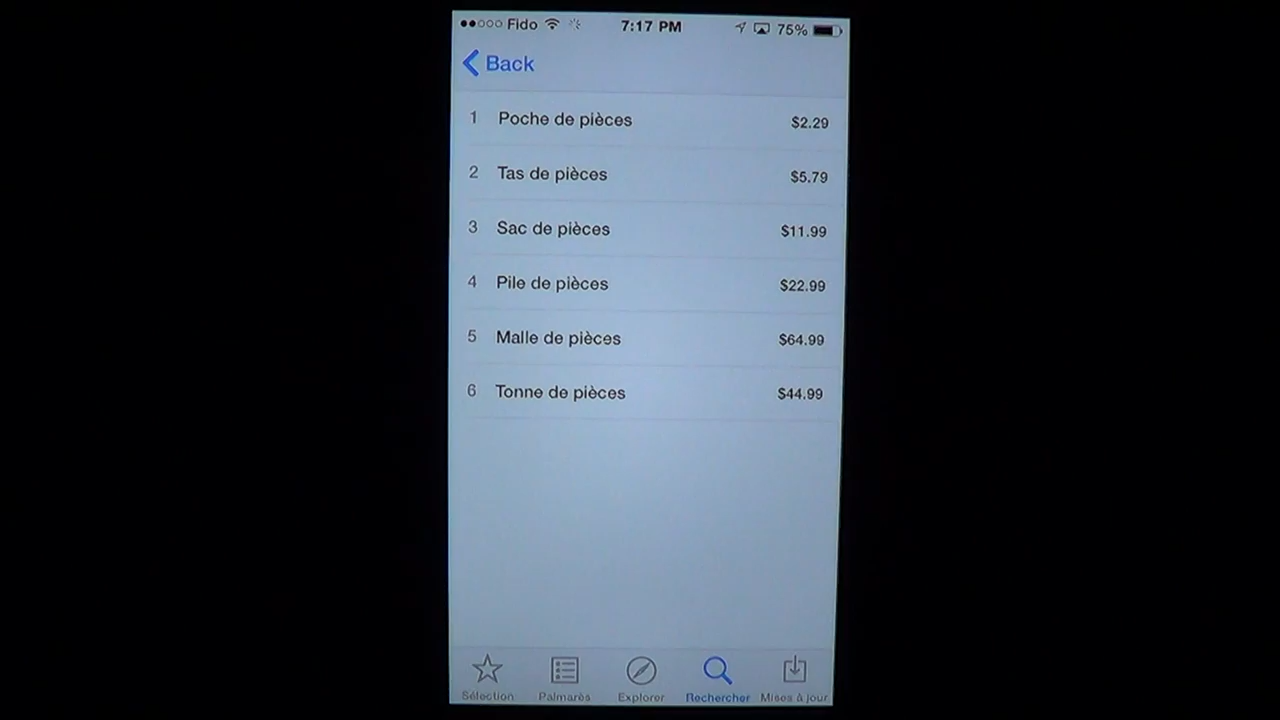 Fido 7:17 PM 75%
Back
1 Poche de pièces $2.29
2 Tas de pièces $5.79
3 Sac de pièces $11.99
4 Pile de pièces $22.99
5 Malle de pièces $64.99
6 Tonne de pièces $44.99
Sélection Palmarès Explorer Rechercher Mises à jour